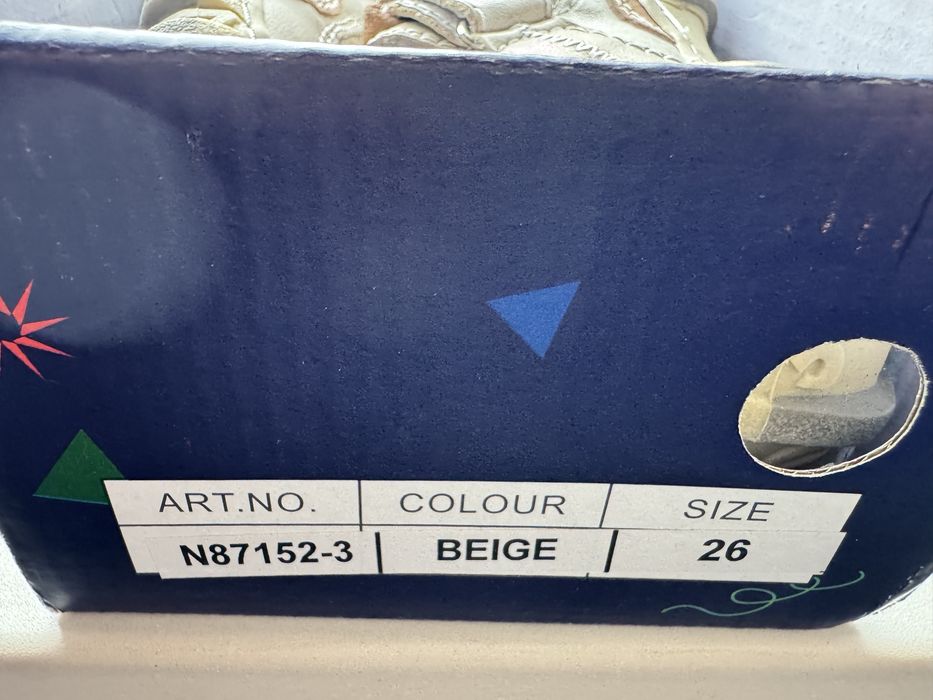 ART.NO. COLOUR SIZE
N87152-3 BEIGE 26